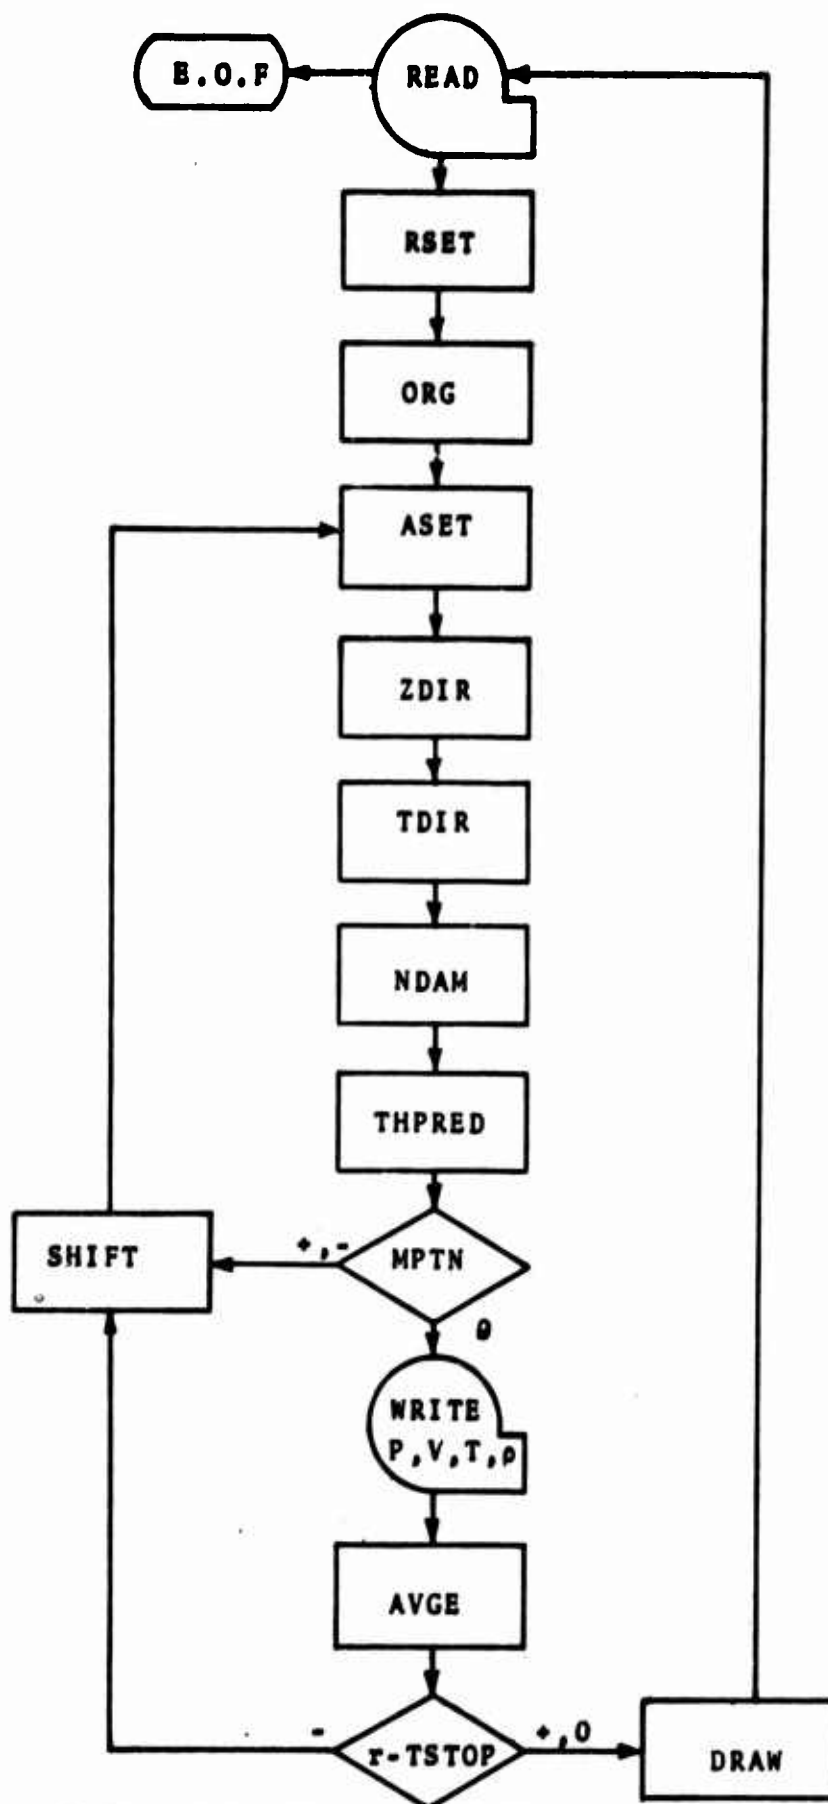 E.O.F
READ
RSET
ORG
ASET
ZDIR
TDIR
NDAM
THPRED
SHIFT
+,-
MPTN
0
WRITE
P,V,T,ρ
AVGE
-
r-TSTOP
+,0
DRAW